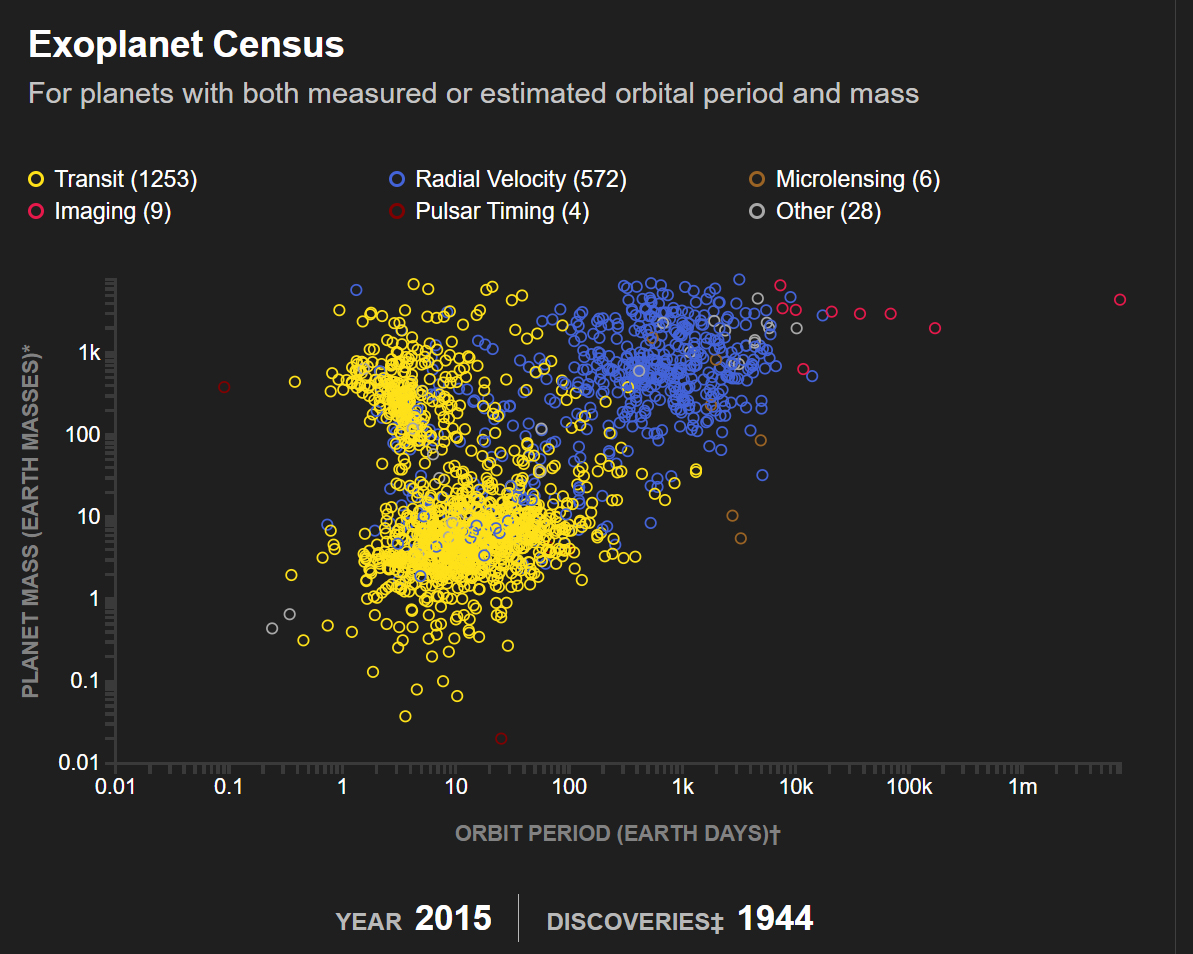 Exoplanet Census
For planets with both measured or estimated orbital period and mass
Transit (1253) Radial Velocity (572) Microlensing (6)
Imaging (9) Pulsar Timing (4) Other (28)
PLANET MASS (EARTH MASSES)*
1k
100
10
1
0.1
0.01
0.01 0.1 1 10 100 1k 10k 100k 1m
ORBIT PERIOD (EARTH DAYS)†
YEAR 2015 DISCOVERIES‡ 1944